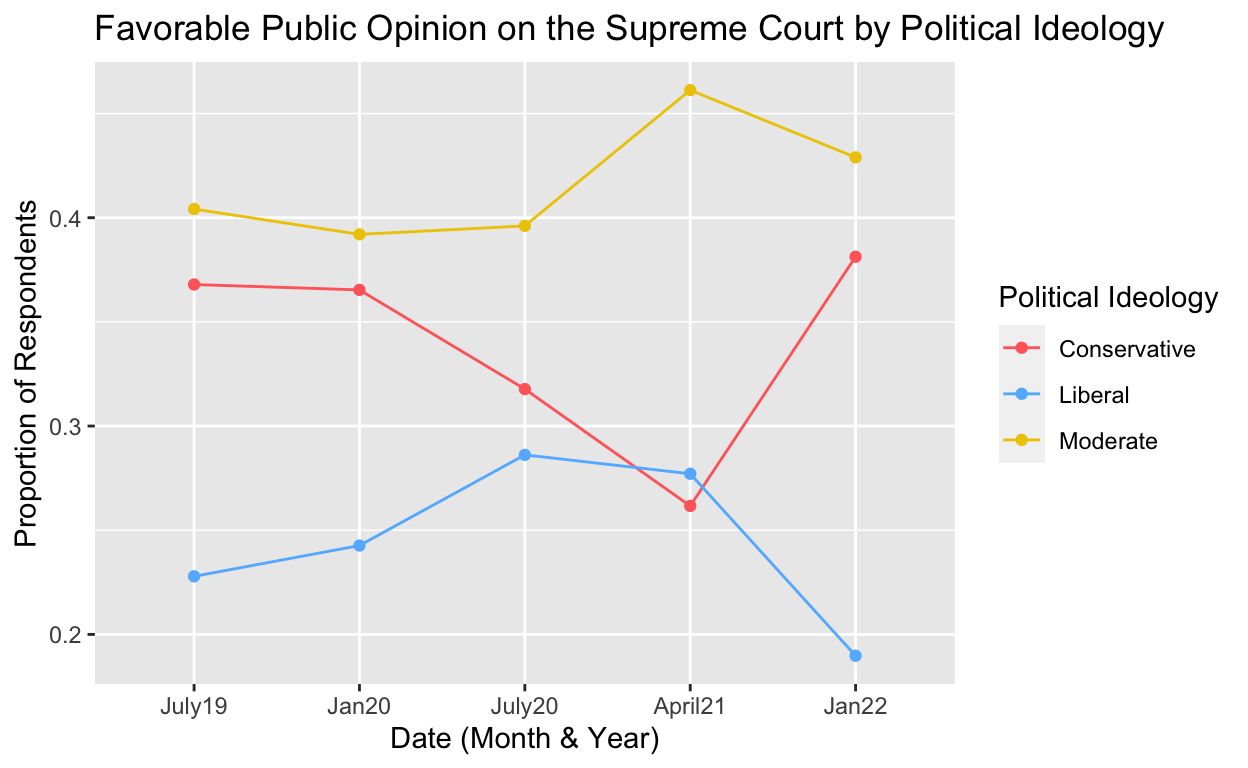 Favorable Public Opinion on the Supreme Court by Political Ideology
Proportion of Respondents
0.4
0.3
0.2
July19 Jan20 July20 April21 Jan22
Date (Month & Year)
Political Ideology
Conservative
Liberal
Moderate